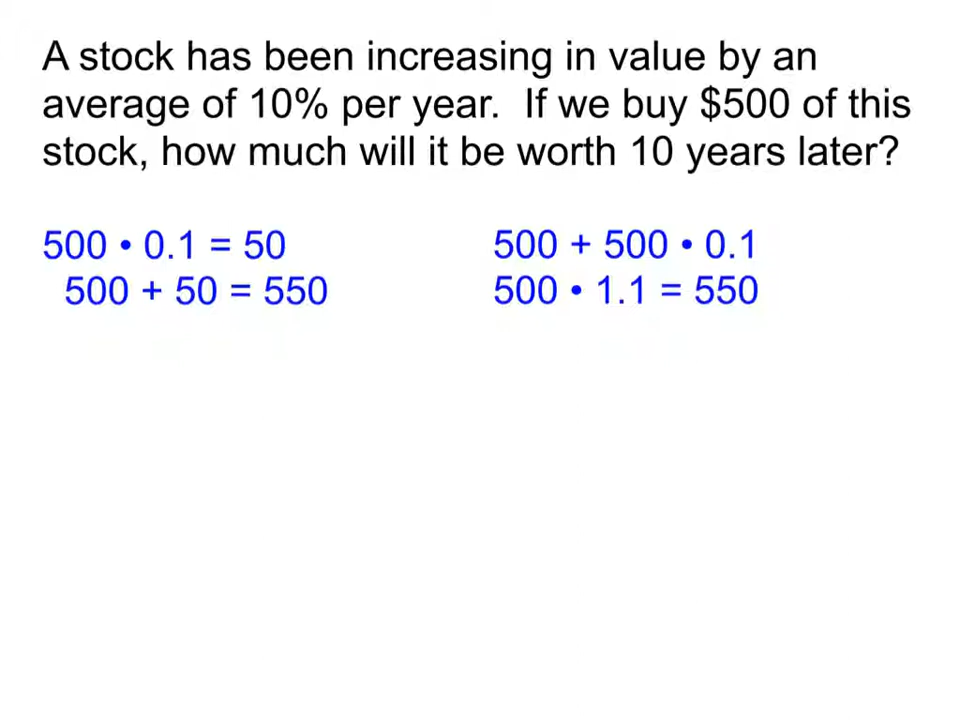 A stock has been increasing in value by an
average of 10% per year. If we buy $500 of this
stock, how much will it be worth 10 years later?
500 • 0.1 = 50
500 + 50 = 550
500 + 500 • 0.1
500 • 1.1 = 550